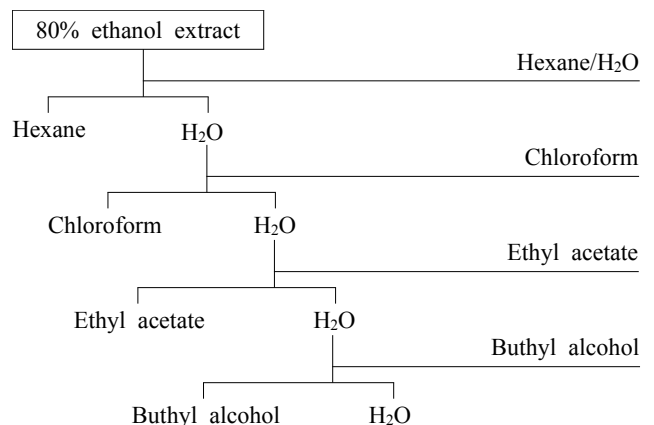 80% ethanol extract
Hexane/H₂O
Hexane H₂O
Chloroform
Chloroform H₂O
Ethyl acetate
Ethyl acetate H₂O
Buthyl alcohol
Buthyl alcohol H₂O